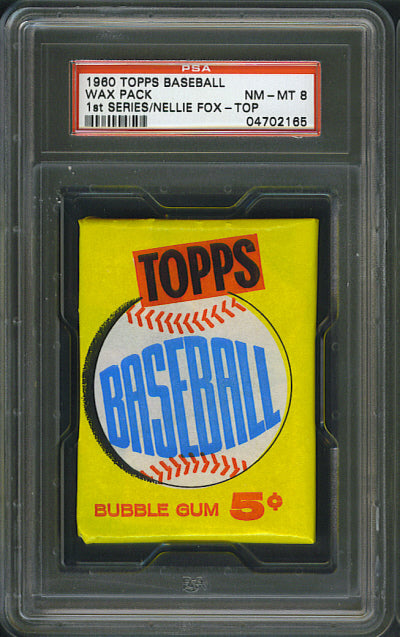 PSA
1960 TOPPS BASEBALL
WAX PACK NM-MT 8
1st SERIES/NELLIE FOX-TOP
04702165
TOPPS
BASEBALL
BUBBLE GUM 5¢